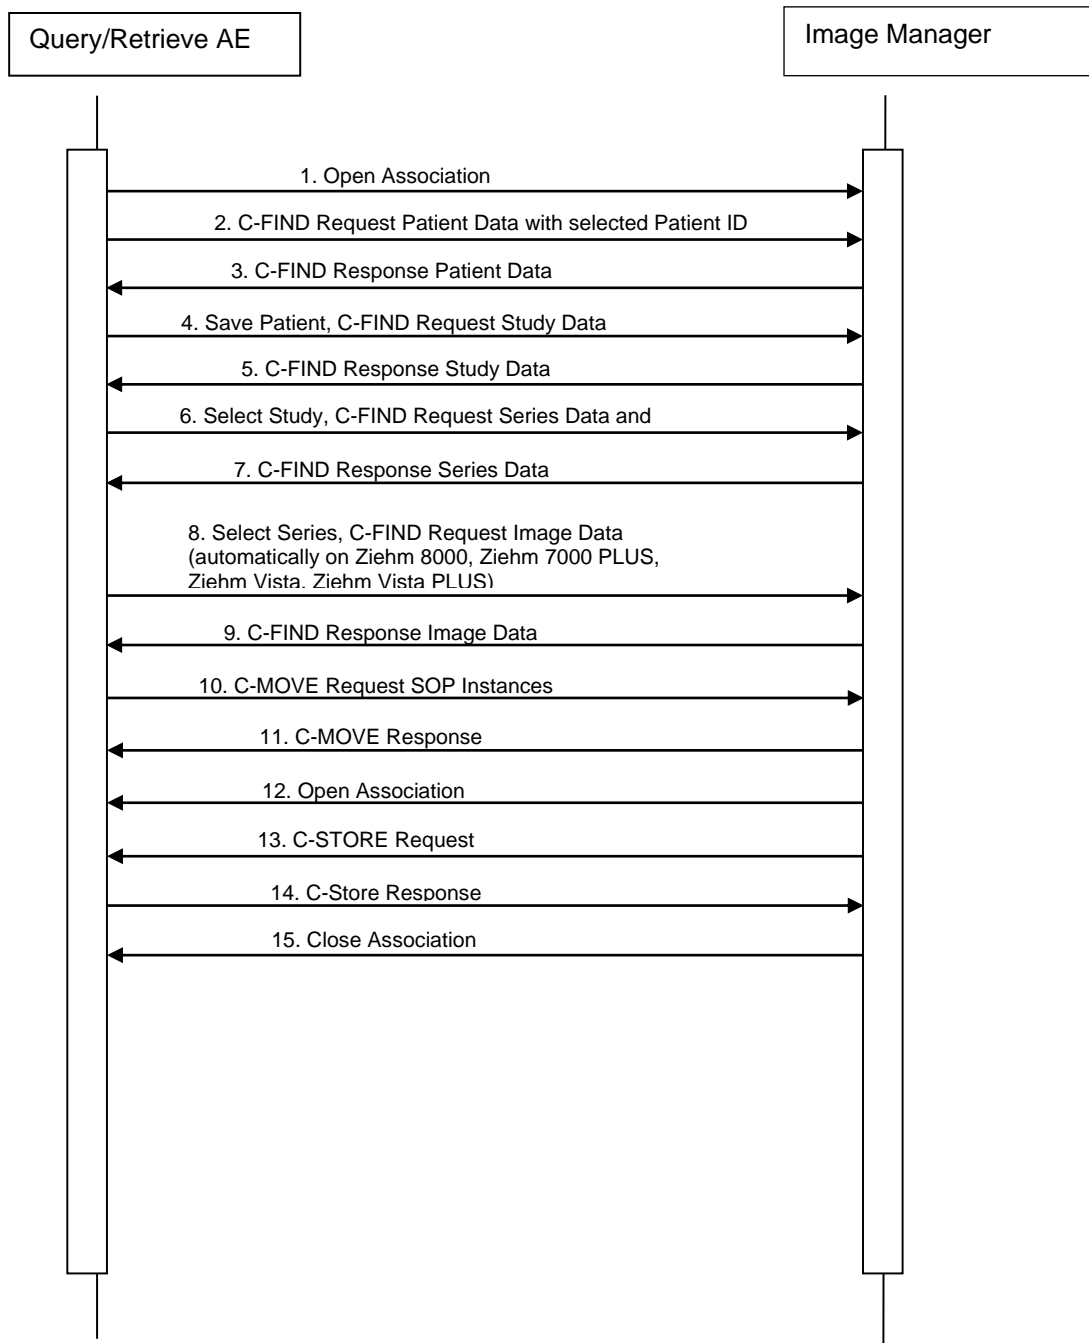 Query/Retrieve AE
Image Manager
1. Open Association
2. C-FIND Request Patient Data with selected Patient ID
3. C-FIND Response Patient Data
4. Save Patient, C-FIND Request Study Data
5. C-FIND Response Study Data
6. Select Study, C-FIND Request Series Data and
7. C-FIND Response Series Data
8. Select Series, C-FIND Request Image Data
(automatically on Ziehm 8000, Ziehm 7000 PLUS,
Ziehm Vista, Ziehm Vista PLUS)
9. C-FIND Response Image Data
10. C-MOVE Request SOP Instances
11. C-MOVE Response
12. Open Association
13. C-STORE Request
14. C-Store Response
15. Close Association